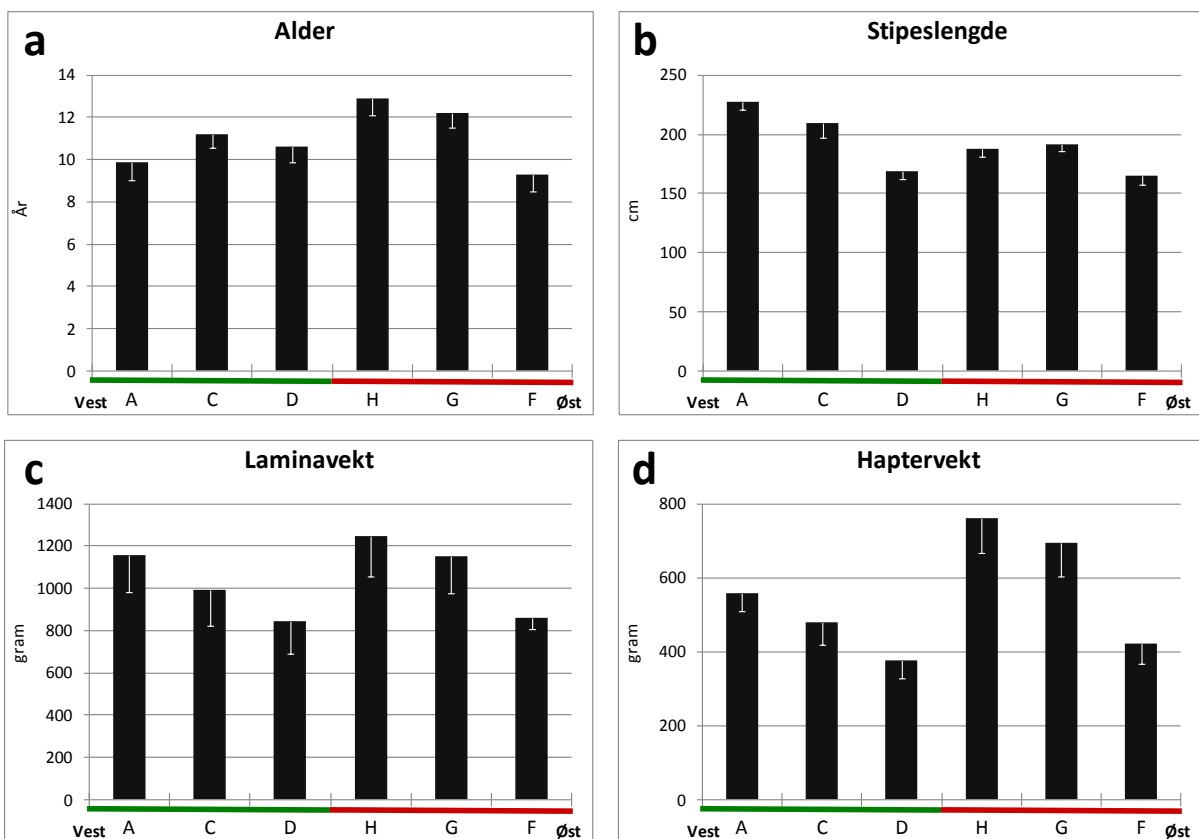 a
Alder
År
14
12
10
8
6
4
2
0
Vest A C D H G F Øst
b
Stipeslengde
cm
250
200
150
100
50
0
Vest A C D H G F Øst
c
Laminavekt
gram
1400
1200
1000
800
600
400
200
0
Vest A C D H G F Øst
d
Haptervekt
gram
800
600
400
200
0
Vest A C D H G F Øst